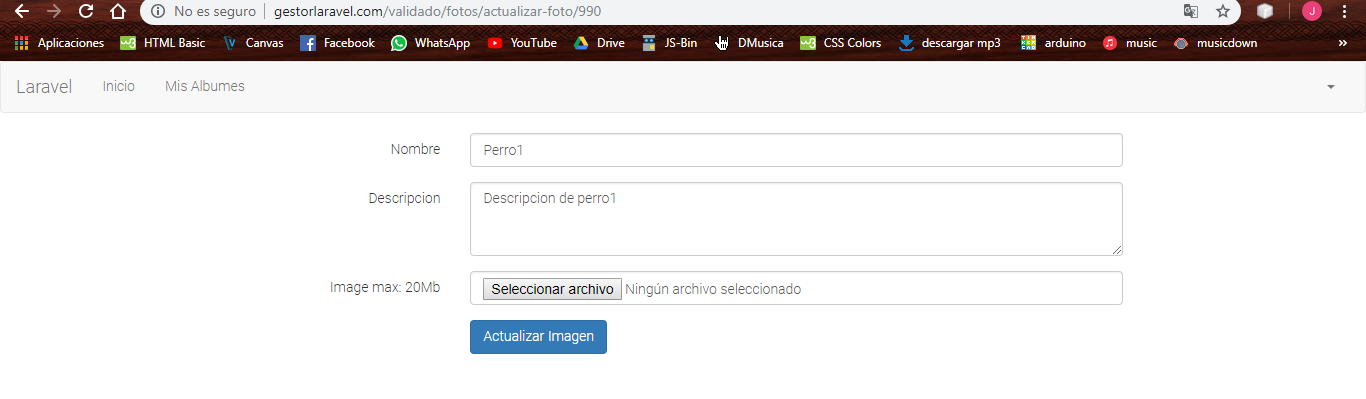 No es seguro | gestorlaravel.com/validado/fotos/actualizar-foto/990
J
Aplicaciones HTML Basic Canvas Facebook WhatsApp YouTube Drive JS-Bin DMusica CSS Colors descargar mp3 arduino music musicdown »
Laravel Inicio Mis Albumes
Nombre Perro1
Descripcion Descripcion de perro1
Image max: 20Mb Seleccionar archivo Ningún archivo seleccionado
Actualizar Imagen